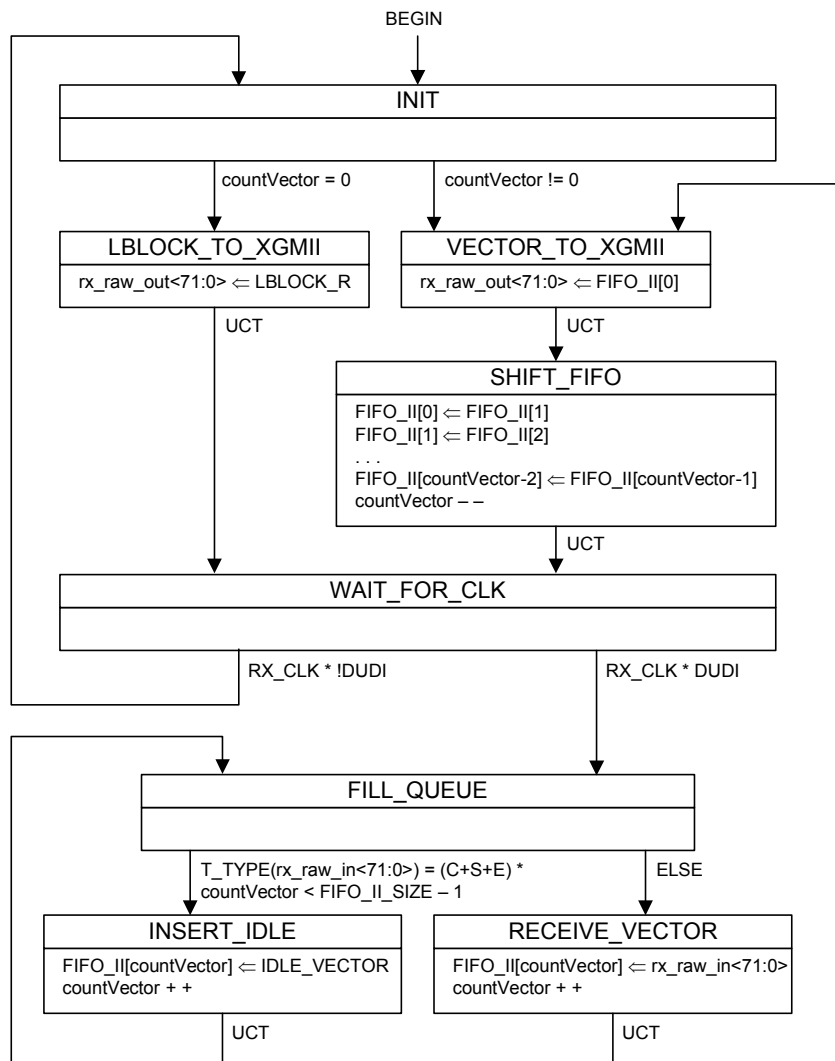 BEGIN
INIT
countVector = 0
countVector != 0
LBLOCK_TO_XGMII
VECTOR_TO_XGMII
rx_raw_out<71:0> ⇐ LBLOCK_R
rx_raw_out<71:0> ⇐ FIFO_II[0]
UCT
UCT
SHIFT_FIFO
FIFO_II[0] ⇐ FIFO_II[1]
FIFO_II[1] ⇐ FIFO_II[2]
. . .
FIFO_II[countVector-2] ⇐ FIFO_II[countVector-1]
countVector – –
UCT
WAIT_FOR_CLK
RX_CLK * !DUDI
RX_CLK * DUDI
FILL_QUEUE
T_TYPE(rx_raw_in<71:0>) = (C+S+E) *
countVector < FIFO_II_SIZE – 1
ELSE
INSERT_IDLE
RECEIVE_VECTOR
FIFO_II[countVector] ⇐ IDLE_VECTOR
countVector + +
FIFO_II[countVector] ⇐ rx_raw_in<71:0>
countVector + +
UCT
UCT